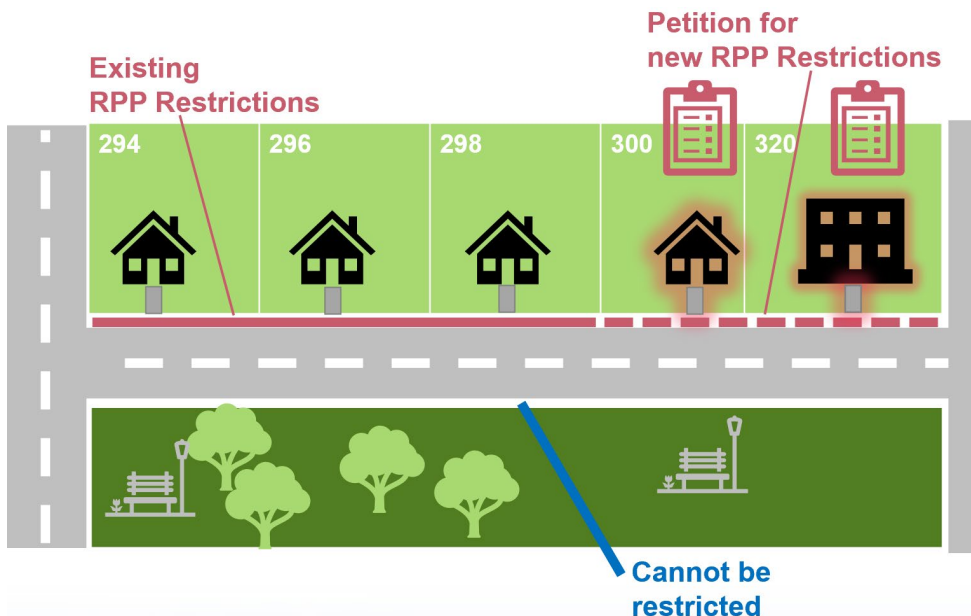 Petition for
new RPP Restrictions
Existing
RPP Restrictions
294
296
298
300
320
Cannot be
restricted